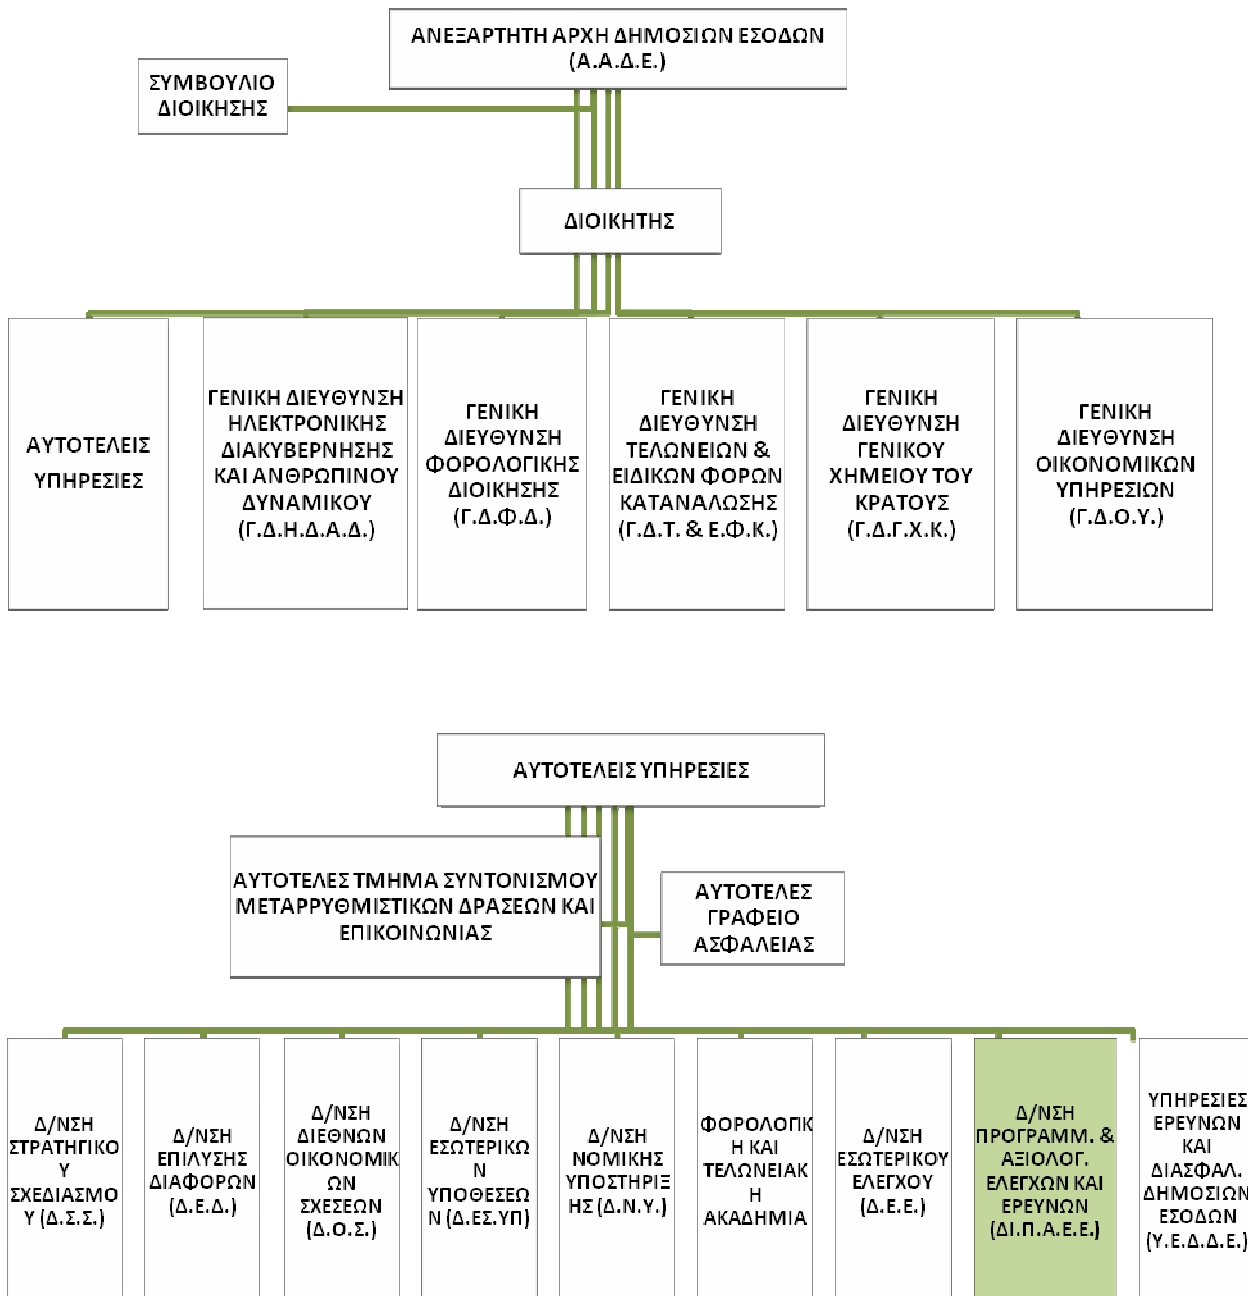 ΑΝΕΞΑΡΤΗΤΗ ΑΡΧΗ ΔΗΜΟΣΙΩΝ ΕΣΟΔΩΝ
(Α.Α.Δ.Ε.)
ΣΥΜΒΟΥΛΙΟ
ΔΙΟΙΚΗΣΗΣ
ΔΙΟΙΚΗΤΗΣ
ΑΥΤΟΤΕΛΕΙΣ
ΥΠΗΡΕΣΙΕΣ
ΓΕΝΙΚΗ ΔΙΕΥΘΥΝΣΗ
ΗΛΕΚΤΡΟΝΙΚΗΣ
ΔΙΑΚΥΒΕΡΝΗΣΗΣ
ΚΑΙ ΑΝΘΡΩΠΙΝΟΥ
ΔΥΝΑΜΙΚΟΥ
(Γ.Δ.Η.Δ.Α.Δ.)
ΓΕΝΙΚΗ
ΔΙΕΥΘΥΝΣΗ
ΦΟΡΟΛΟΓΙΚΗΣ
ΔΙΟΙΚΗΣΗΣ
(Γ.Δ.Φ.Δ.)
ΓΕΝΙΚΗ
ΔΙΕΥΘΥΝΣΗ
ΤΕΛΩΝΕΙΩΝ &
ΕΙΔΙΚΩΝ ΦΟΡΩΝ
ΚΑΤΑΝΑΛΩΣΗΣ
(Γ.Δ.Τ. & Ε.Φ.Κ.)
ΓΕΝΙΚΗ
ΔΙΕΥΘΥΝΣΗ
ΓΕΝΙΚΟΥ
ΧΗΜΕΙΟΥ ΤΟΥ
ΚΡΑΤΟΥΣ
(Γ.Δ.Γ.Χ.Κ.)
ΓΕΝΙΚΗ
ΔΙΕΥΘΥΝΣΗ
ΟΙΚΟΝΟΜΙΚΩΝ
ΥΠΗΡΕΣΙΩΝ
(Γ.Δ.Ο.Υ.)
ΑΥΤΟΤΕΛΕΙΣ ΥΠΗΡΕΣΙΕΣ
ΑΥΤΟΤΕΛΕΣ ΤΜΗΜΑ ΣΥΝΤΟΝΙΣΜΟΥ
ΜΕΤΑΡΡΥΘΜΙΣΤΙΚΩΝ ΔΡΑΣΕΩΝ ΚΑΙ
ΕΠΙΚΟΙΝΩΝΙΑΣ
ΑΥΤΟΤΕΛΕΣ
ΓΡΑΦΕΙΟ
ΑΣΦΑΛΕΙΑΣ
Δ/ΝΣΗ
ΣΤΡΑΤΗΓΙΚΟ
Υ
ΣΧΕΔΙΑΣΜΟ
Υ (Δ.Σ.Σ.)
Δ/ΝΣΗ
ΕΠΙΛΥΣΗΣ
ΔΙΑΦΟΡΩΝ
(Δ.Ε.Δ.)
Δ/ΝΣΗ
ΔΙΕΘΝΩΝ
ΟΙΚΟΝΟΜΙΚ
ΩΝ
ΣΧΕΣΕΩΝ
(Δ.Ο.Σ.)
Δ/ΝΣΗ
ΕΣΩΤΕΡΙΚΩ
Ν
ΥΠΟΘΕΣΕΩ
Ν (Δ.ΕΣ.ΥΠ)
Δ/ΝΣΗ
ΝΟΜΙΚΗΣ
ΥΠΟΣΤΗΡΙΞ
ΗΣ (Δ.Ν.Υ.)
ΦΟΡΟΛΟΓΙΚ
Η ΚΑΙ
ΤΕΛΩΝΕΙΑΚ
Η
ΑΚΑΔΗΜΙΑ
Δ/ΝΣΗ
ΕΣΩΤΕΡΙΚΟΥ
ΕΛΕΓΧΟΥ
(Δ.Ε.Ε.)
Δ/ΝΣΗ
ΠΡΟΓΡΑΜΜ. &
ΑΞΙΟΛΟΓ.
ΕΛΕΓΧΩΝ ΚΑΙ
ΕΡΕΥΝΩΝ
(ΔΙ.Π.Α.Ε.Ε.)
ΥΠΗΡΕΣΙΕΣ
ΕΡΕΥΝΩΝ
ΚΑΙ
ΔΙΑΣΦΑΛ.
ΔΗΜΟΣΙΩΝ
ΕΣΟΔΩΝ
(Υ.Ε.Δ.Δ.Ε.)